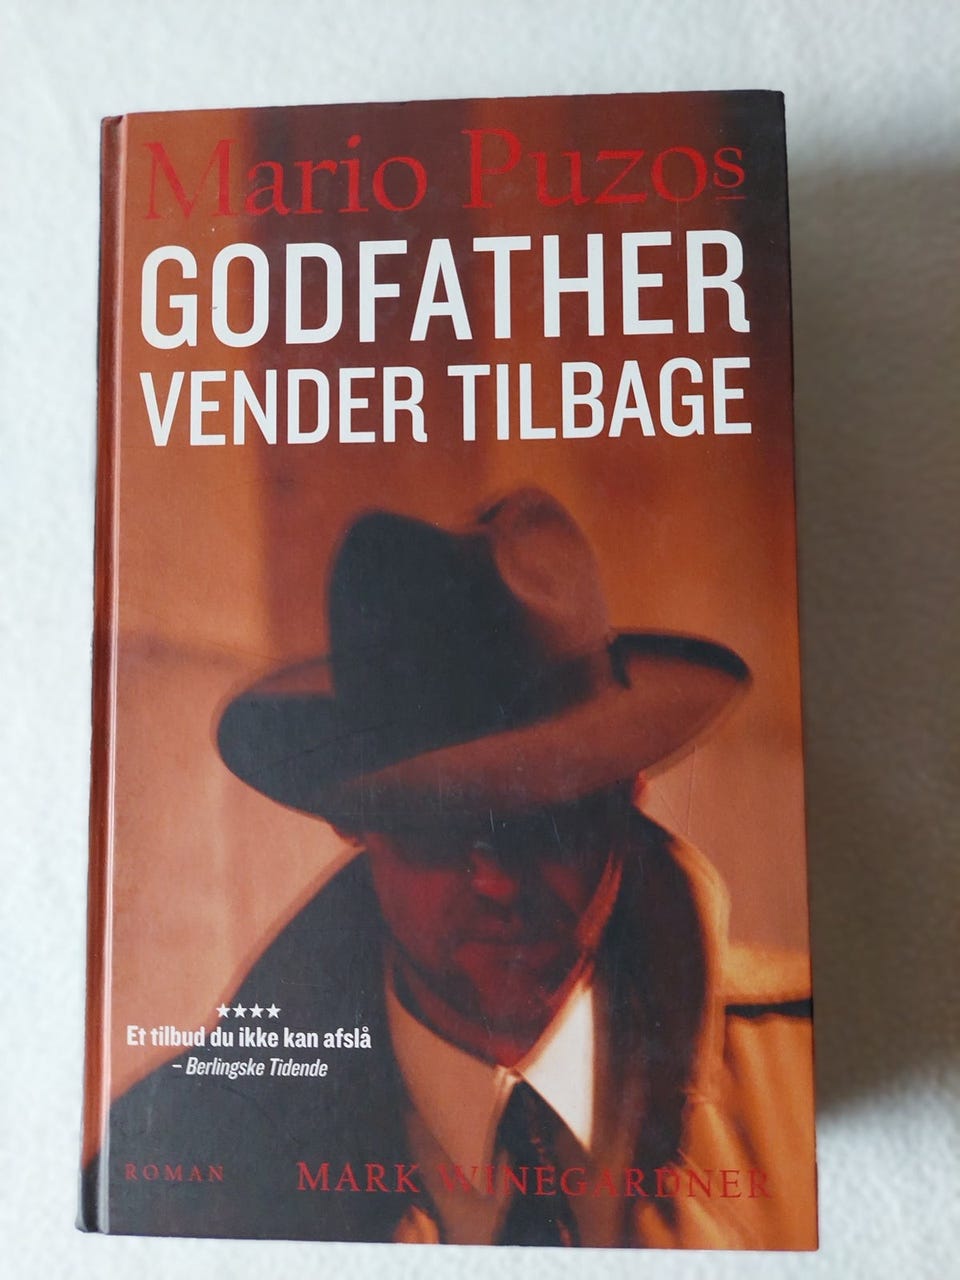 Mario Puzos
GODFATHER
VENDER TILBAGE
★★★★
Et tilbud du ikke kan afslå
– Berlingske Tidende
ROMAN MARK WINEGARDNER